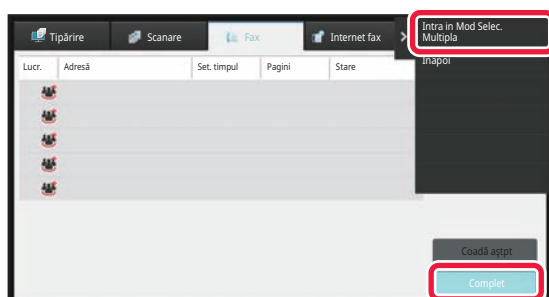 Tipărire
Scanare
Fax
Internet fax
Intra in Mod Selec.
Multipla
Inapoi
Lucr.
Adresă
Set. timpul
Pagini
Stare
Coadă aştpt
Complet